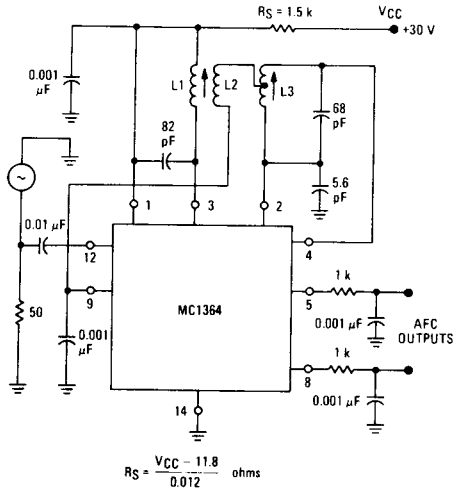 RS = 1.5 k
VCC
+30 V
0.001
μF
L1
L2
L3
82
pF
68
pF
5.6
pF
1
3
2
0.01 μF
12
4
9
MC1364
5
1 k
0.001 μF
AFC
OUTPUTS
50
0.001
μF
1 k
8
0.001 μF
14
RS = VCC – 11.8
0.012
ohms